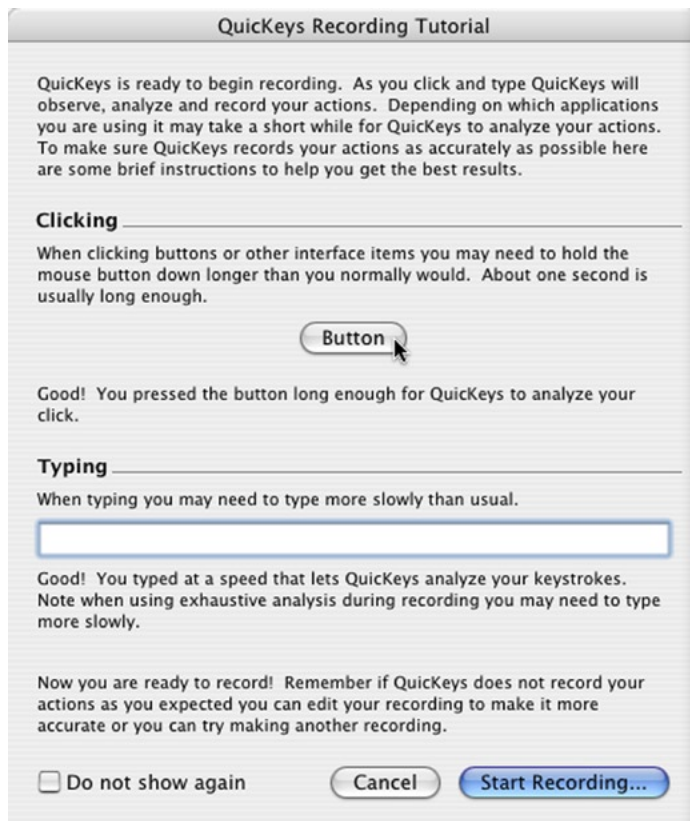 QuicKeys Recording Tutorial
QuicKeys is ready to begin recording.  As you click and type QuicKeys will
observe, analyze and record your actions.  Depending on which applications
you are using it may take a short while for QuicKeys to analyze your actions.
To make sure QuicKeys records your actions as accurately as possible here
are some brief instructions to help you get the best results.
Clicking
When clicking buttons or other interface items you may need to hold the
mouse button down longer than you normally would.  About one second is
usually long enough.
Button
Good!  You pressed the button long enough for QuicKeys to analyze your
click.
Typing
When typing you may need to type more slowly than usual.
Good!  You typed at a speed that lets QuicKeys analyze your keystrokes.
Note when using exhaustive analysis during recording you may need to type
more slowly.
Now you are ready to record!  Remember if QuicKeys does not record your
actions as you expected you can edit your recording to make it more
accurate or you can try making another recording.
Do not show again
Cancel
Start Recording...